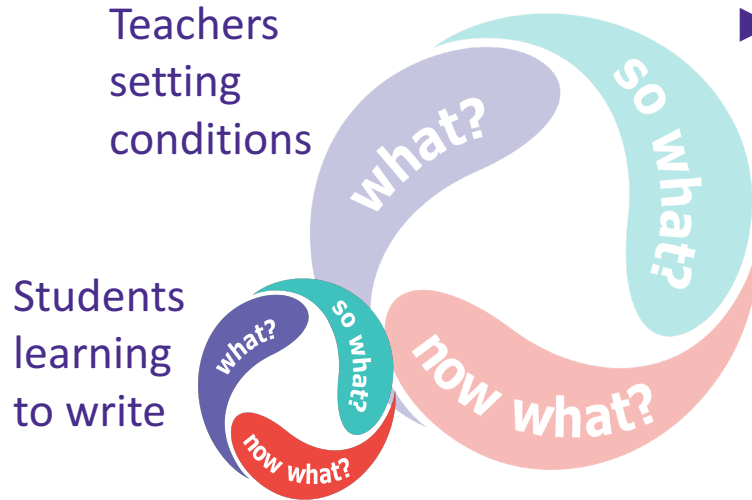 Teachers
setting
conditions
what?
so what?
now what?
Students
learning
to write
what?
so what?
now what?